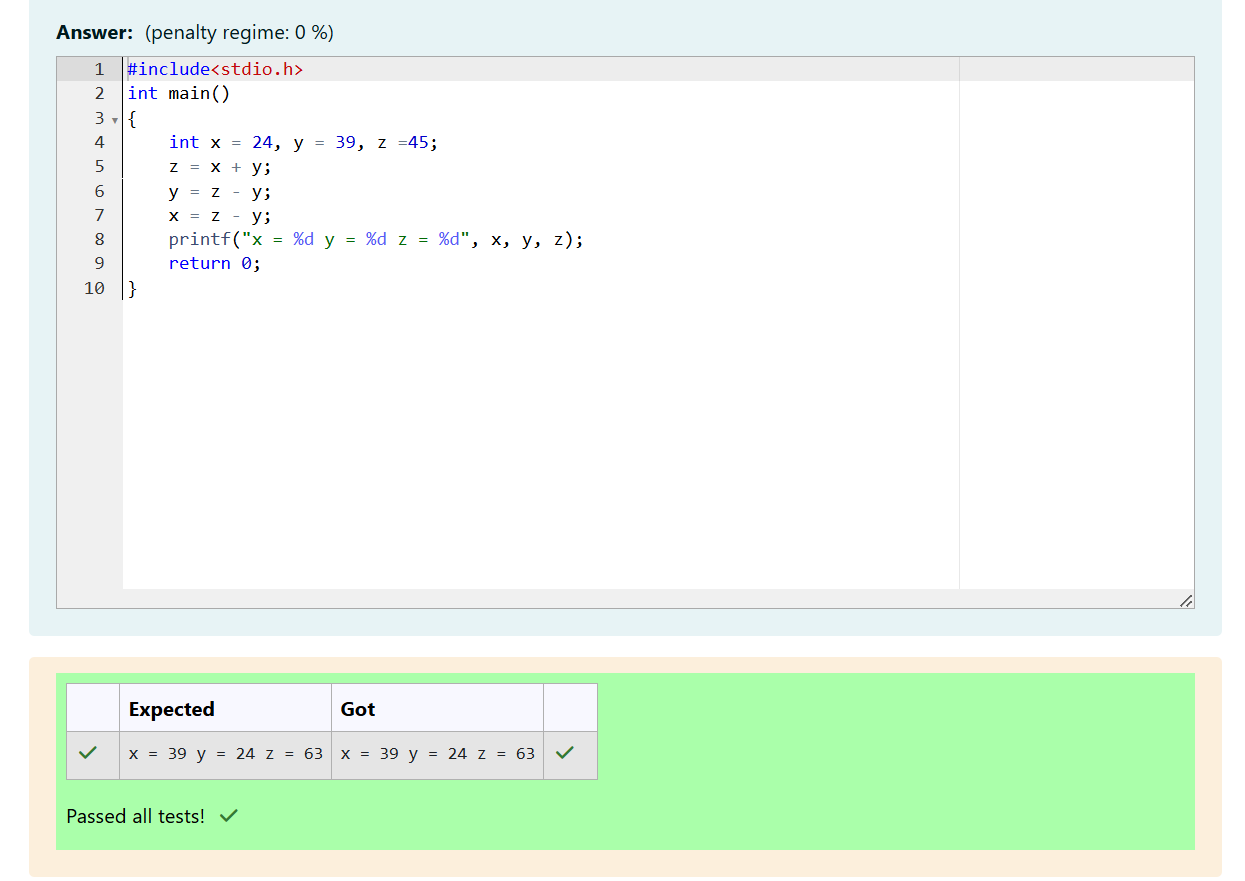 Answer: (penalty regime: 0 %)
1 #include<stdio.h>
2 int main()
3 {
4     int x = 24, y = 39, z =45;
5     z = x + y;
6     y = z - y;
7     x = z - y;
8     printf("x = %d y = %d z = %d", x, y, z);
9     return 0;
10 }
Expected Got
x = 39 y = 24 z = 63 x = 39 y = 24 z = 63
Passed all tests!